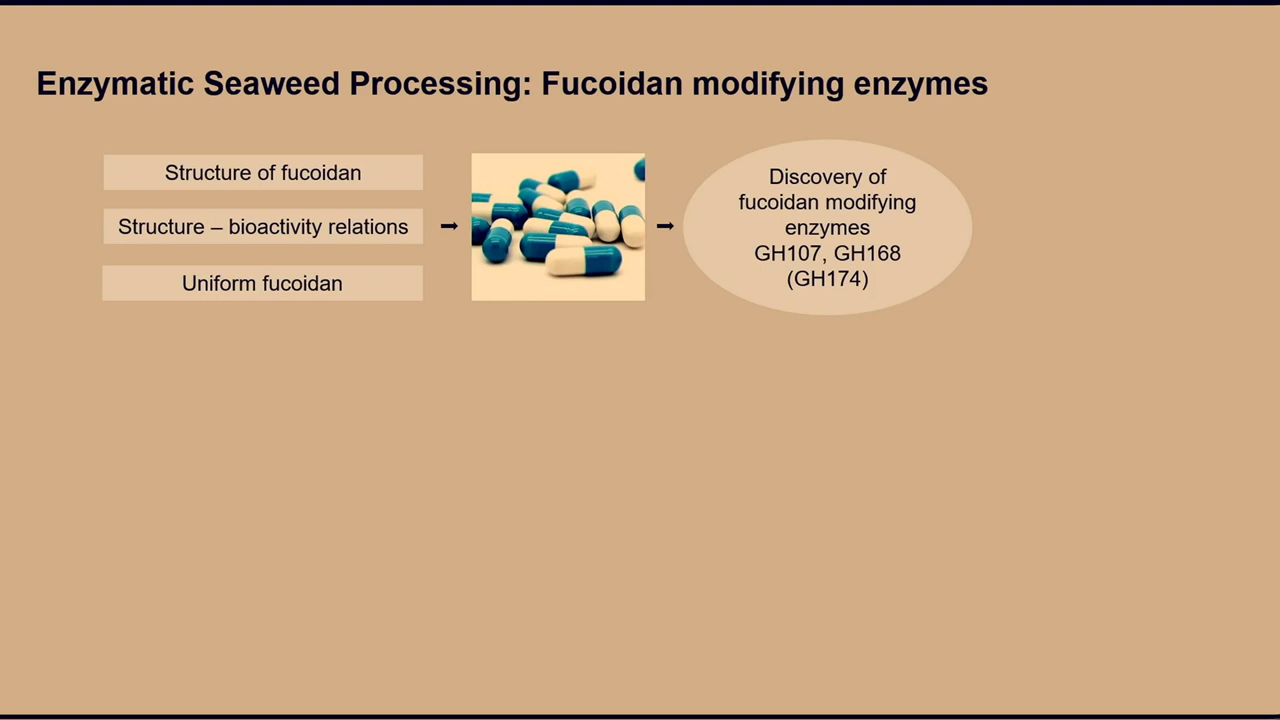 Enzymatic Seaweed Processing: Fucoidan modifying enzymes
Structure of fucoidan
Structure – bioactivity relations
Uniform fucoidan
Discovery of
fucoidan modifying
enzymes
GH107, GH168
(GH174)